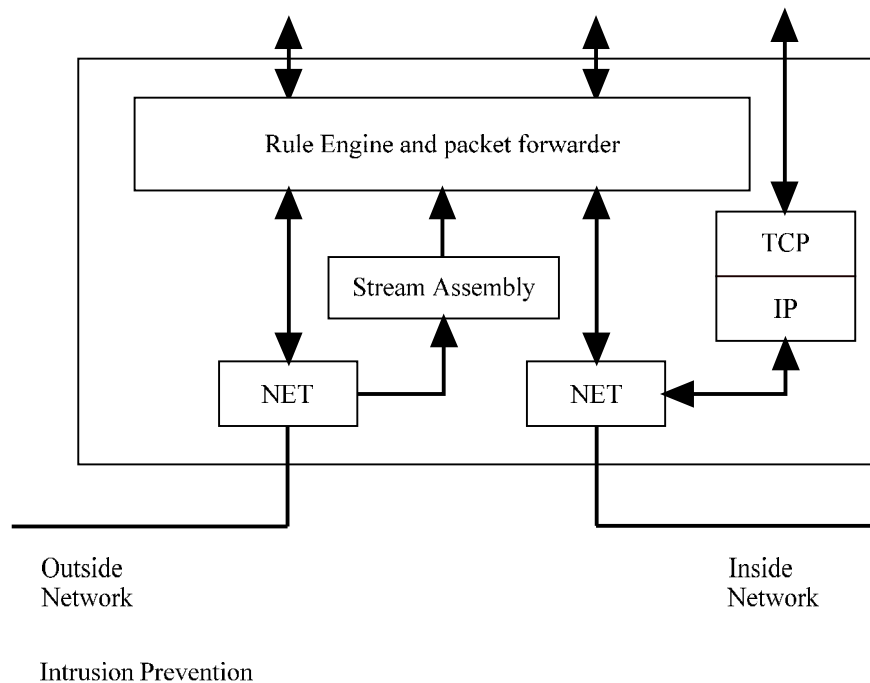 Rule Engine and packet forwarder
TCP
Stream Assembly
IP
NET
NET
Outside
Network
Inside
Network
Intrusion Prevention